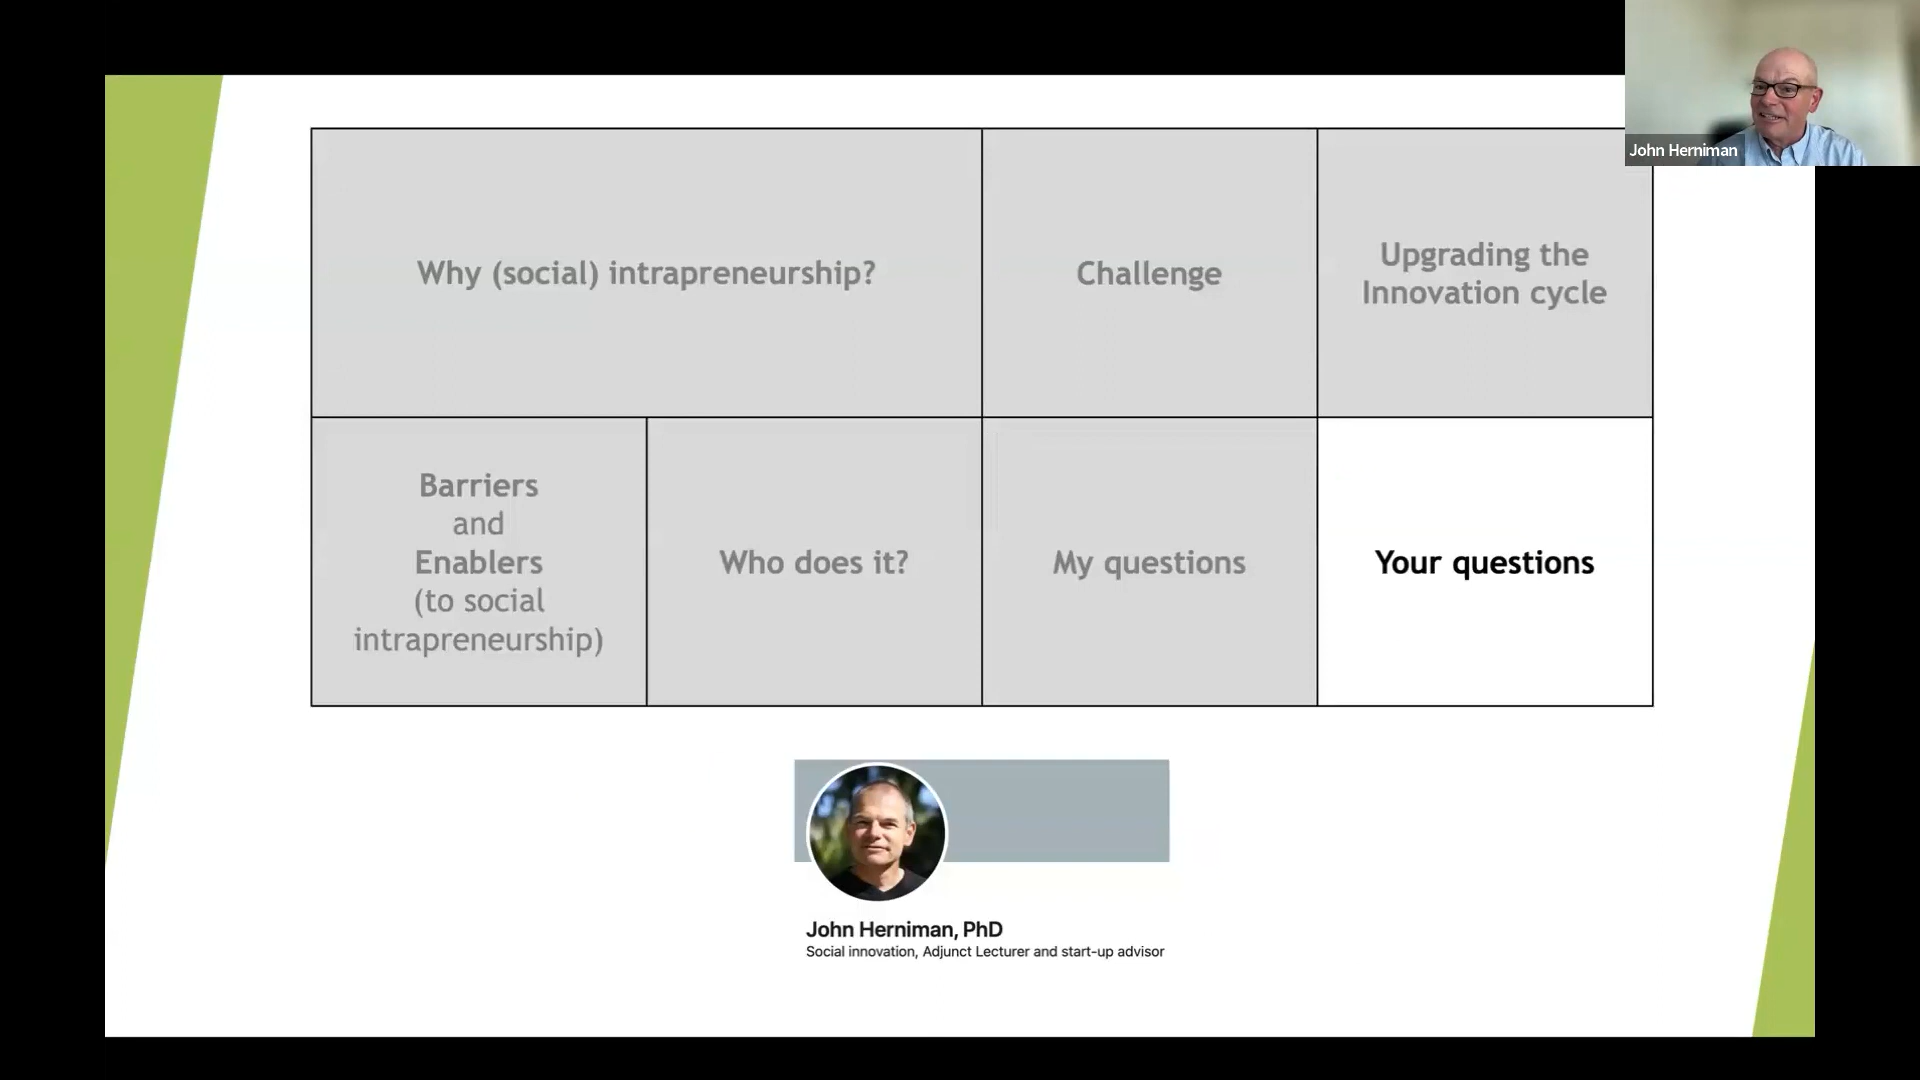 John Herniman
Why (social) intrapreneurship?
Challenge
Upgrading the
Innovation cycle
Barriers
and
Enablers
(to social
intrapreneurship)
Who does it?
My questions
Your questions
John Herniman, PhD
Social innovation, Adjunct Lecturer and start-up advisor